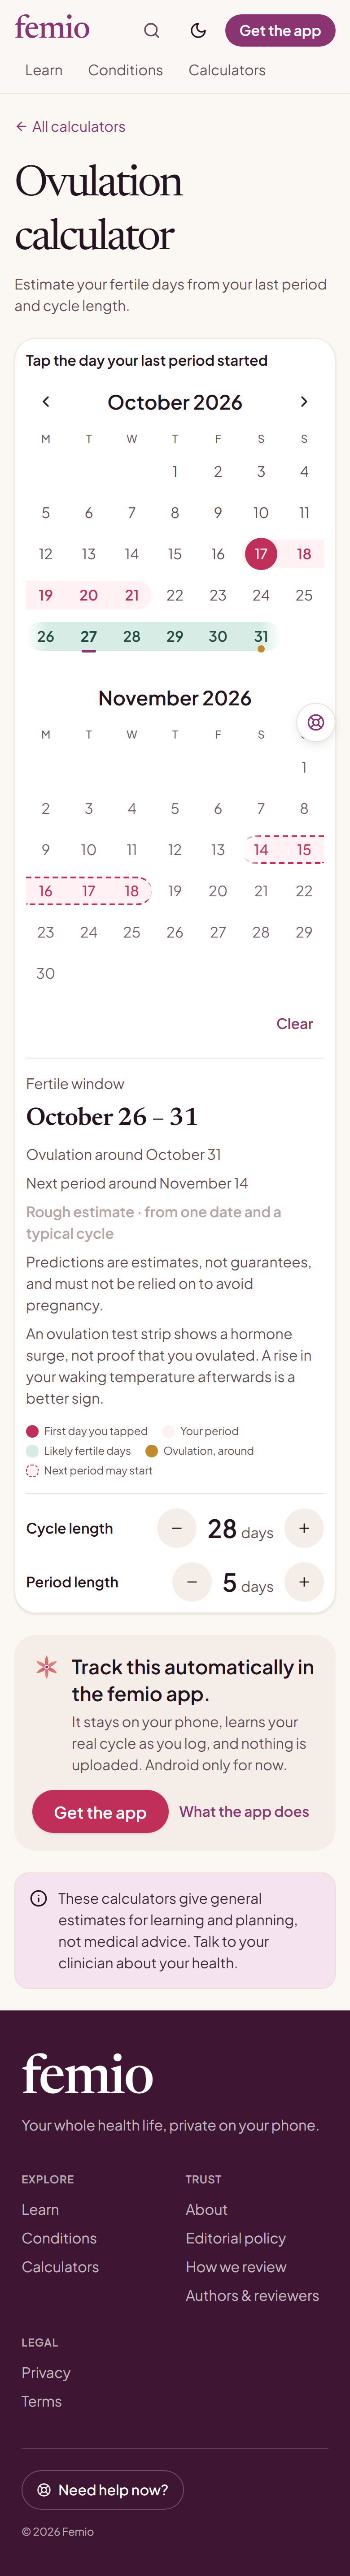 femio
Get the app
Learn Conditions Calculators
← All calculators
Ovulation
calculator
Estimate your fertile days from your last period
and cycle length.
Tap the day your last period started
October 2026
M T W T F S S
1 2 3 4
5 6 7 8 9 10 11
12 13 14 15 16 17 18
19 20 21 22 23 24 25
26 27 28 29 30 31
November 2026
M T W T F S
1
2 3 4 5 6 7 8
9 10 11 12 13 14 15
16 17 18 19 20 21 22
23 24 25 26 27 28 29
30
Clear
Fertile window
October 26 – 31
Ovulation around October 31
Next period around November 14
Rough estimate · from one date and a
typical cycle
Predictions are estimates, not guarantees,
and must not be relied on to avoid
pregnancy.
An ovulation test strip shows a hormone
surge, not proof that you ovulated. A rise in
your waking temperature afterwards is a
better sign.
First day you tapped Your period
Likely fertile days Ovulation, around
Next period may start
Cycle length − 28 days +
Period length − 5 days +
Track this automatically in
the femio app.
It stays on your phone, learns your
real cycle as you log, and nothing is
uploaded. Android only for now.
Get the app What the app does
These calculators give general
estimates for learning and planning,
not medical advice. Talk to your
clinician about your health.
femio
Your whole health life, private on your phone.
EXPLORE
Learn
Conditions
Calculators
TRUST
About
Editorial policy
How we review
Authors & reviewers
LEGAL
Privacy
Terms
Need help now?
© 2026 Femio